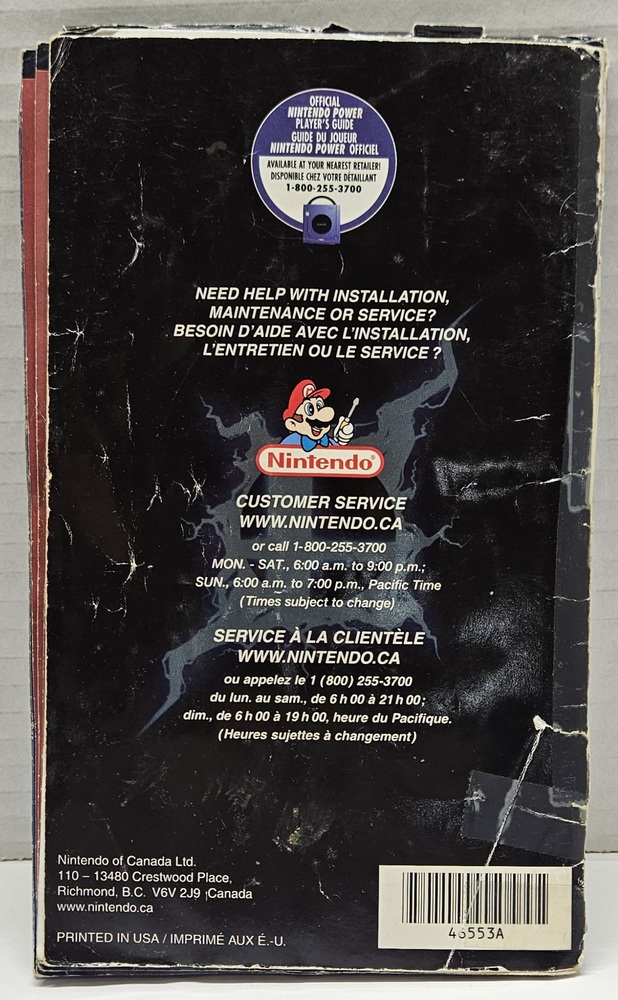 OFFICIAL
NINTENDO POWER
PLAYER'S GUIDE
GUIDE DU JOUEUR
NINTENDO POWER OFFICIEL
AVAILABLE AT YOUR NEAREST RETAILER!
DISPONIBLE CHEZ VOTRE DÉTAILLANT
1-800-255-3700
NEED HELP WITH INSTALLATION,
MAINTENANCE OR SERVICE?
BESOIN D'AIDE AVEC L'INSTALLATION,
L'ENTRETIEN OU LE SERVICE ?
Nintendo®
CUSTOMER SERVICE
WWW.NINTENDO.CA
or call 1-800-255-3700
MON. - SAT., 6:00 a.m. to 9:00 p.m.;
SUN., 6:00 a.m. to 7:00 p.m., Pacific Time
(Times subject to change)
SERVICE À LA CLIENTÈLE
WWW.NINTENDO.CA
ou appelez le 1 (800) 255-3700
du lun. au sam., de 6 h 00 à 21 h 00;
dim., de 6 h 00 à 19 h 00, heure du Pacifique.
(Heures sujettes à changement)
Nintendo of Canada Ltd.
110 – 13480 Crestwood Place,
Richmond, B.C. V6V 2J9 Canada
www.nintendo.ca
PRINTED IN USA / IMPRIMÉ AUX É.-U.
46553A